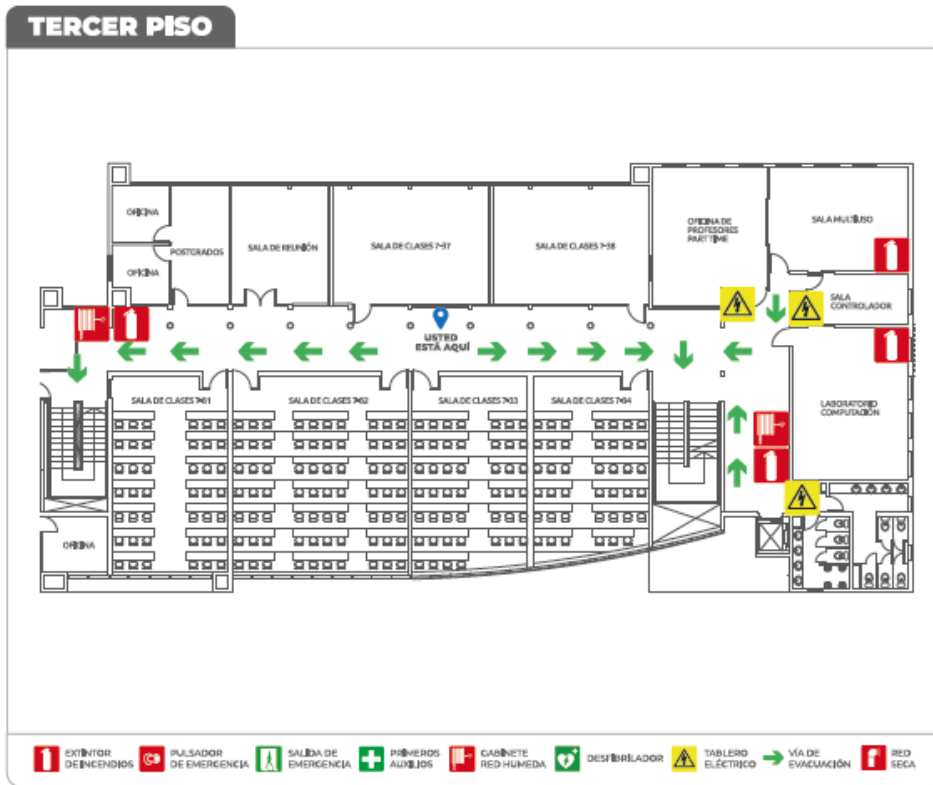 TERCER PISO
OFICINA
POSTGRADOS
OFICINA
SALA DE REUNIÓN
SALA DE CLASES 7-37
SALA DE CLASES 7-38
OFICINA DE
PROFESORES
PART TIME
SALA MULTIUSO
SALA
CONTROLADOR
USTED
ESTÁ AQUÍ
SALA DE CLASES 7-01
SALA DE CLASES 7-02
SALA DE CLASES 7-33
SALA DE CLASES 7-04
LABORATORIO
COMPUTACIÓN
OFICINA
EXTINTOR
DE INCENDIOS
PULSADOR
DE EMERGENCIA
SALIDA DE
EMERGENCIA
PRIMEROS
AUXILIOS
GABINETE
RED HUMEDA
DESFIBRILADOR
TABLERO
ELÉCTRICO
VÍA DE
EVACUACIÓN
RED
SECA